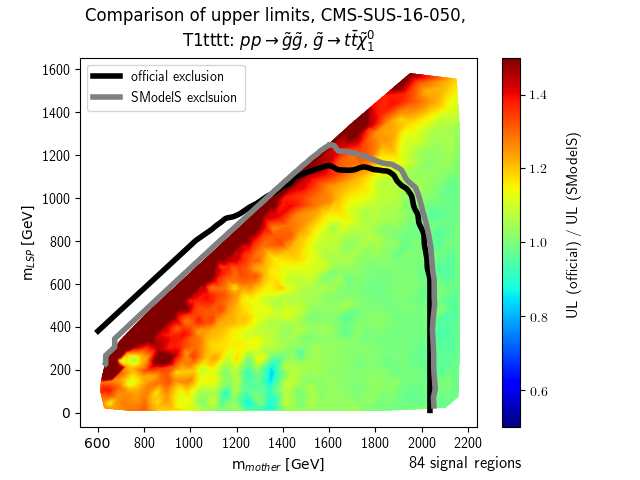 Comparison of upper limits, CMS-SUS-16-050,
T1tttt: $pp \to \tilde{g}\tilde{g}$, $\tilde{g} \to t\bar{t}\tilde{\chi}_1^0$
official exclusion
SModelS exclsuion
1600
1400
1200
1000
800
600
400
200
0
m_{LSP} [GeV]
600 800 1000 1200 1400 1600 1800 2000 2200
m_{mother} [GeV]
84 signal regions
1.4
1.2
1.0
0.8
0.6
UL (official) / UL (SModelS)